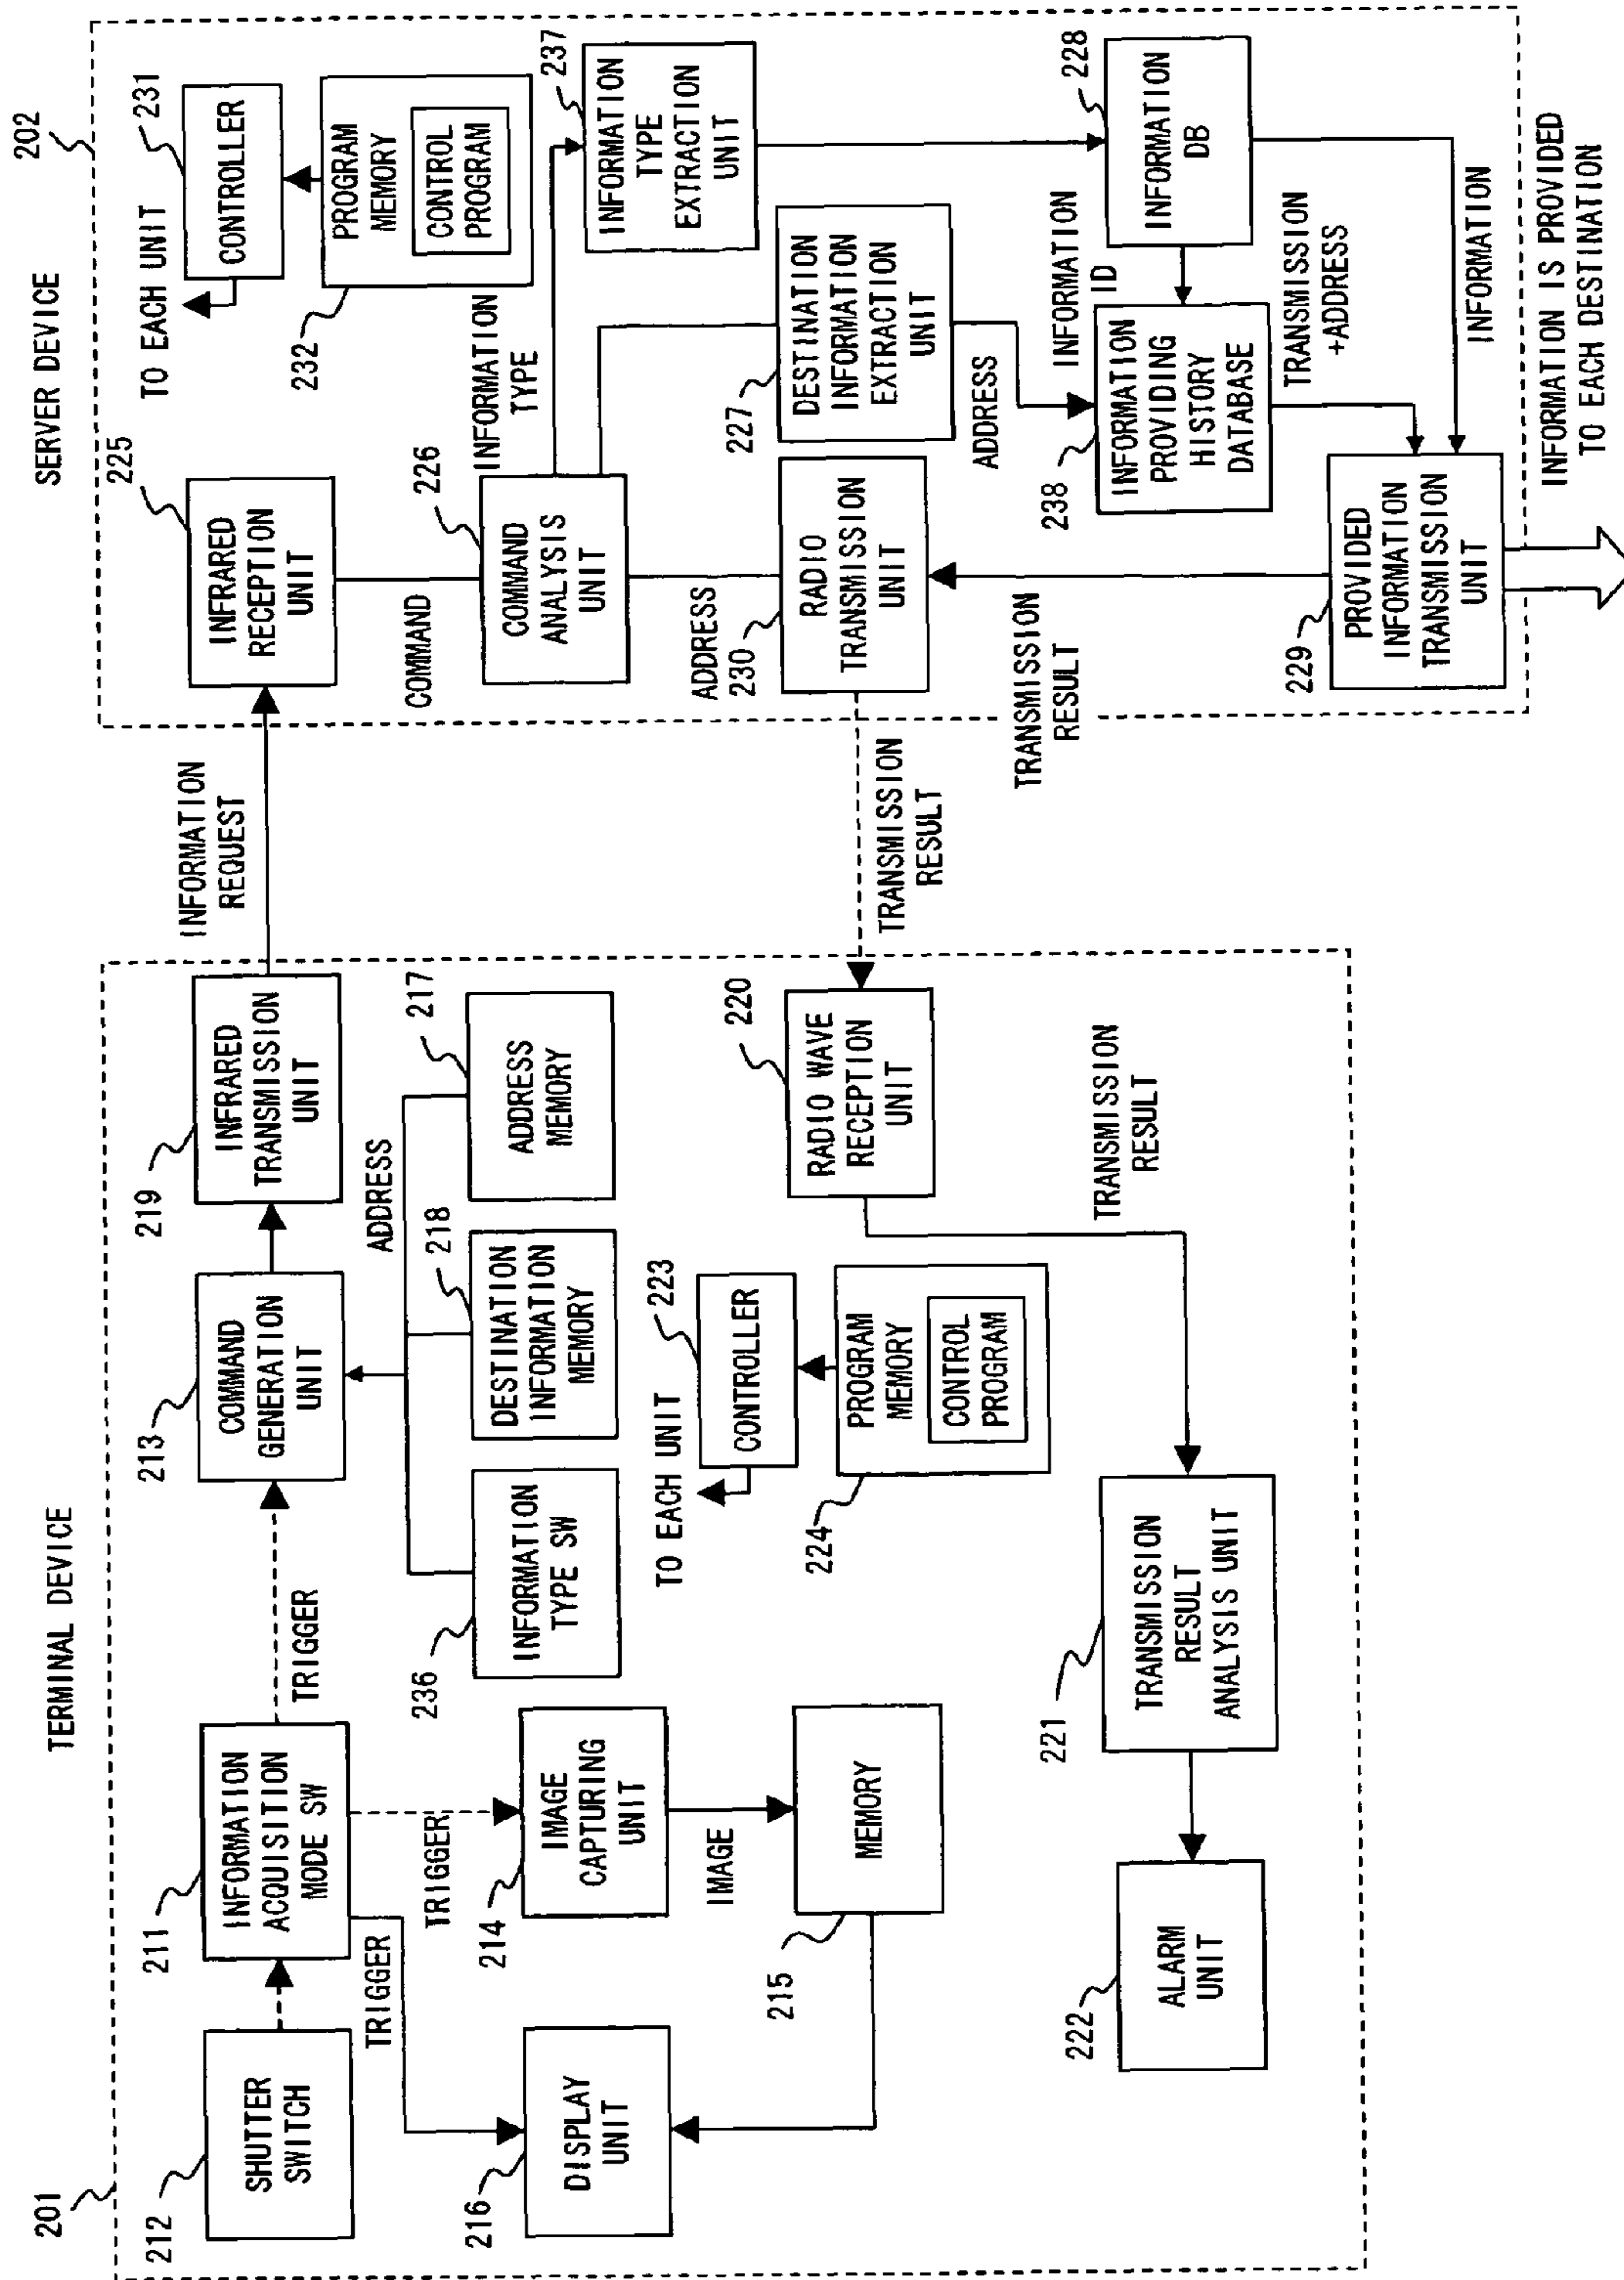 201
TERMINAL DEVICE
212
SHUTTER
SWITCH
211
INFORMATION
ACQUISITION
MODE SW
TRIGGER
TRIGGER
TRIGGER
213
COMMAND
GENERATION
UNIT
219
INFRARED
TRANSMISSION
UNIT
INFORMATION
REQUEST
216
DISPLAY
UNIT
214
IMAGE
CAPTURING
UNIT
IMAGE
215
MEMORY
236
INFORMATION
TYPE SW
218
DESTINATION
INFORMATION
MEMORY
ADDRESS
217
ADDRESS
MEMORY
TO EACH UNIT
223
CONTROLLER
224
PROGRAM
MEMORY
CONTROL
PROGRAM
220
RADIO WAVE
RECEPTION
UNIT
TRANSMISSION
RESULT
TRANSMISSION
RESULT
222
ALARM
UNIT
221
TRANSMISSION
RESULT
ANALYSIS UNIT
SERVER DEVICE
202
225
INFRARED
RECEPTION
UNIT
TO EACH UNIT
231
CONTROLLER
232
PROGRAM
MEMORY
CONTROL
PROGRAM
COMMAND
226
COMMAND
ANALYSIS
UNIT
INFORMATION
TYPE
237
INFORMATION
TYPE
EXTRACTION
UNIT
ADDRESS
230
RADIO
TRANSMISSION
UNIT
227
DESTINATION
INFORMATION
EXTRACTION
UNIT
ADDRESS
INFORMATION
ID
228
INFORMATION
DB
238
INFORMATION
PROVIDING
HISTORY
DATABASE
TRANSMISSION
+ADDRESS
INFORMATION
TRANSMISSION
RESULT
229
PROVIDED
INFORMATION
TRANSMISSION
UNIT
INFORMATION IS PROVIDED
TO EACH DESTINATION